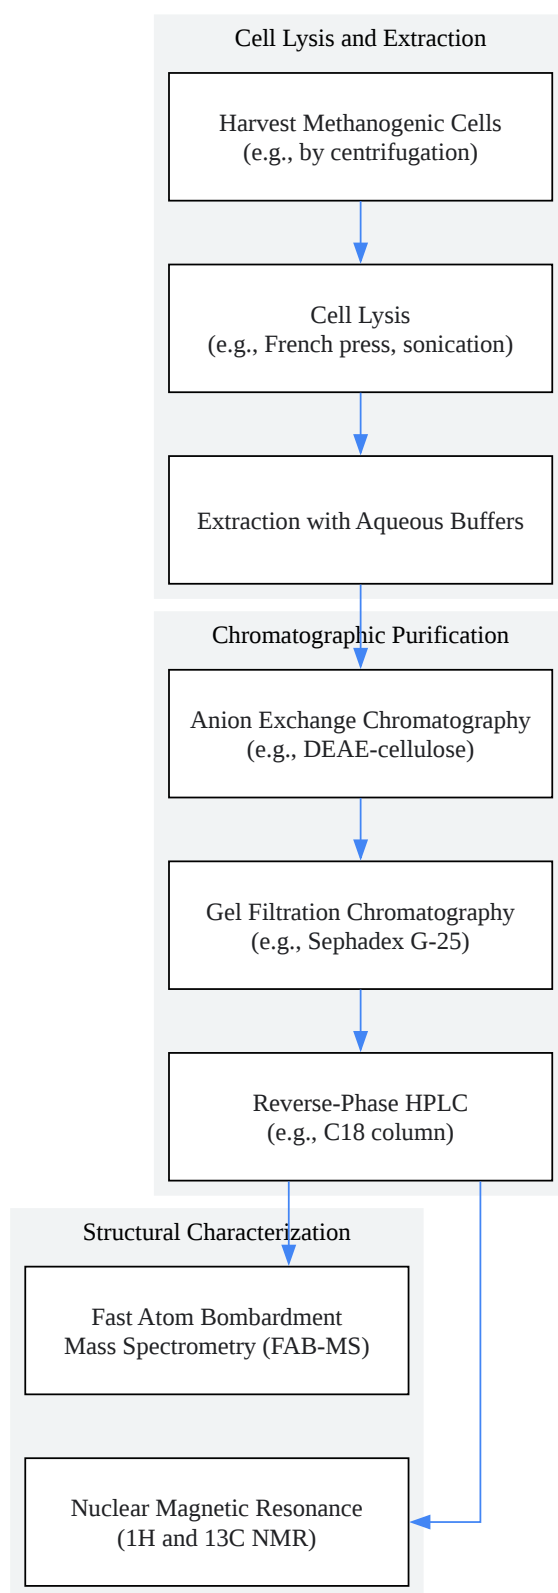 Cell Lysis and Extraction
Harvest Methanogenic Cells
(e.g., by centrifugation)
Cell Lysis
(e.g., French press, sonication)
Extraction with Aqueous Buffers
Chromatographic Purification
Anion Exchange Chromatography
(e.g., DEAE-cellulose)
Gel Filtration Chromatography
(e.g., Sephadex G-25)
Reverse-Phase HPLC
(e.g., C18 column)
Structural Characterization
Fast Atom Bombardment
Mass Spectrometry (FAB-MS)
Nuclear Magnetic Resonance
(1H and 13C NMR)